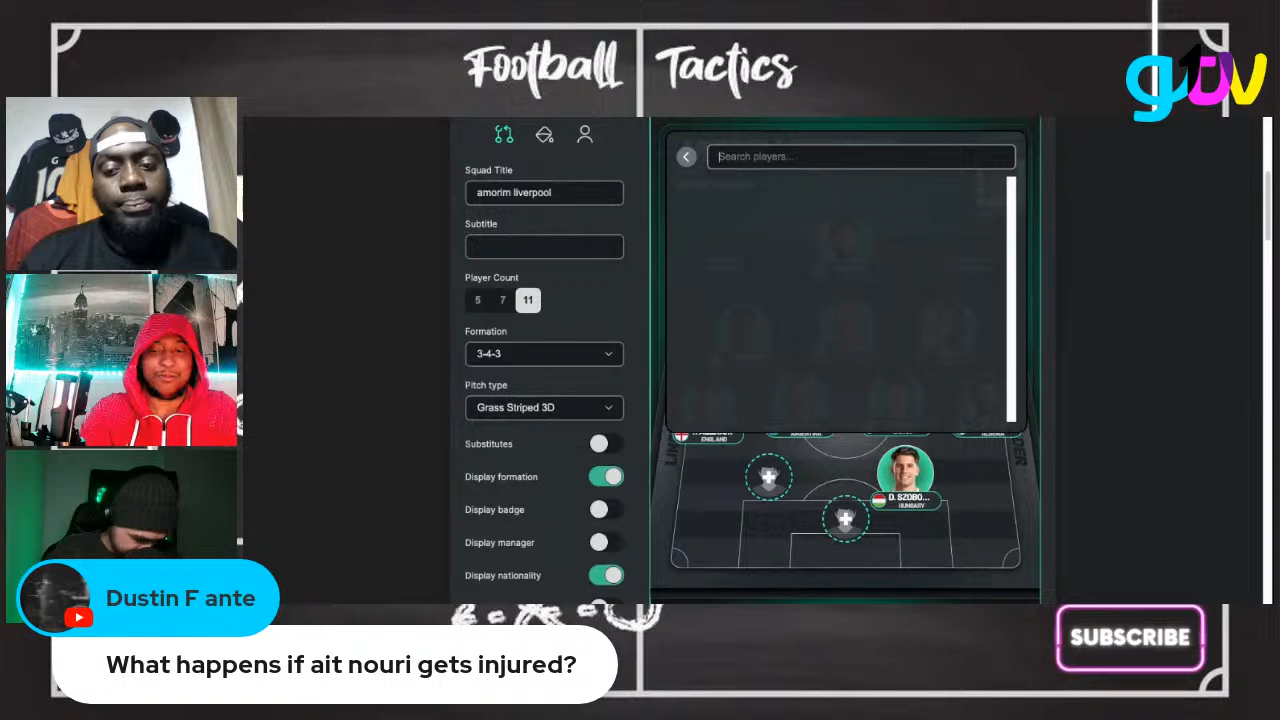 Football Tactics
g1tv
Squad Title
amorim liverpool
Subtitle
Player Count
5 7 11
Formation
3-4-3
Pitch type
Grass Striped 3D
Substitutes
Display formation
Display badge
Display manager
Display nationality
Search players...
ENGLAND
ARGENTINA
D. SZOBO...
HUNGARY
Dustin F ante
What happens if ait nouri gets injured?
SUBSCRIBE